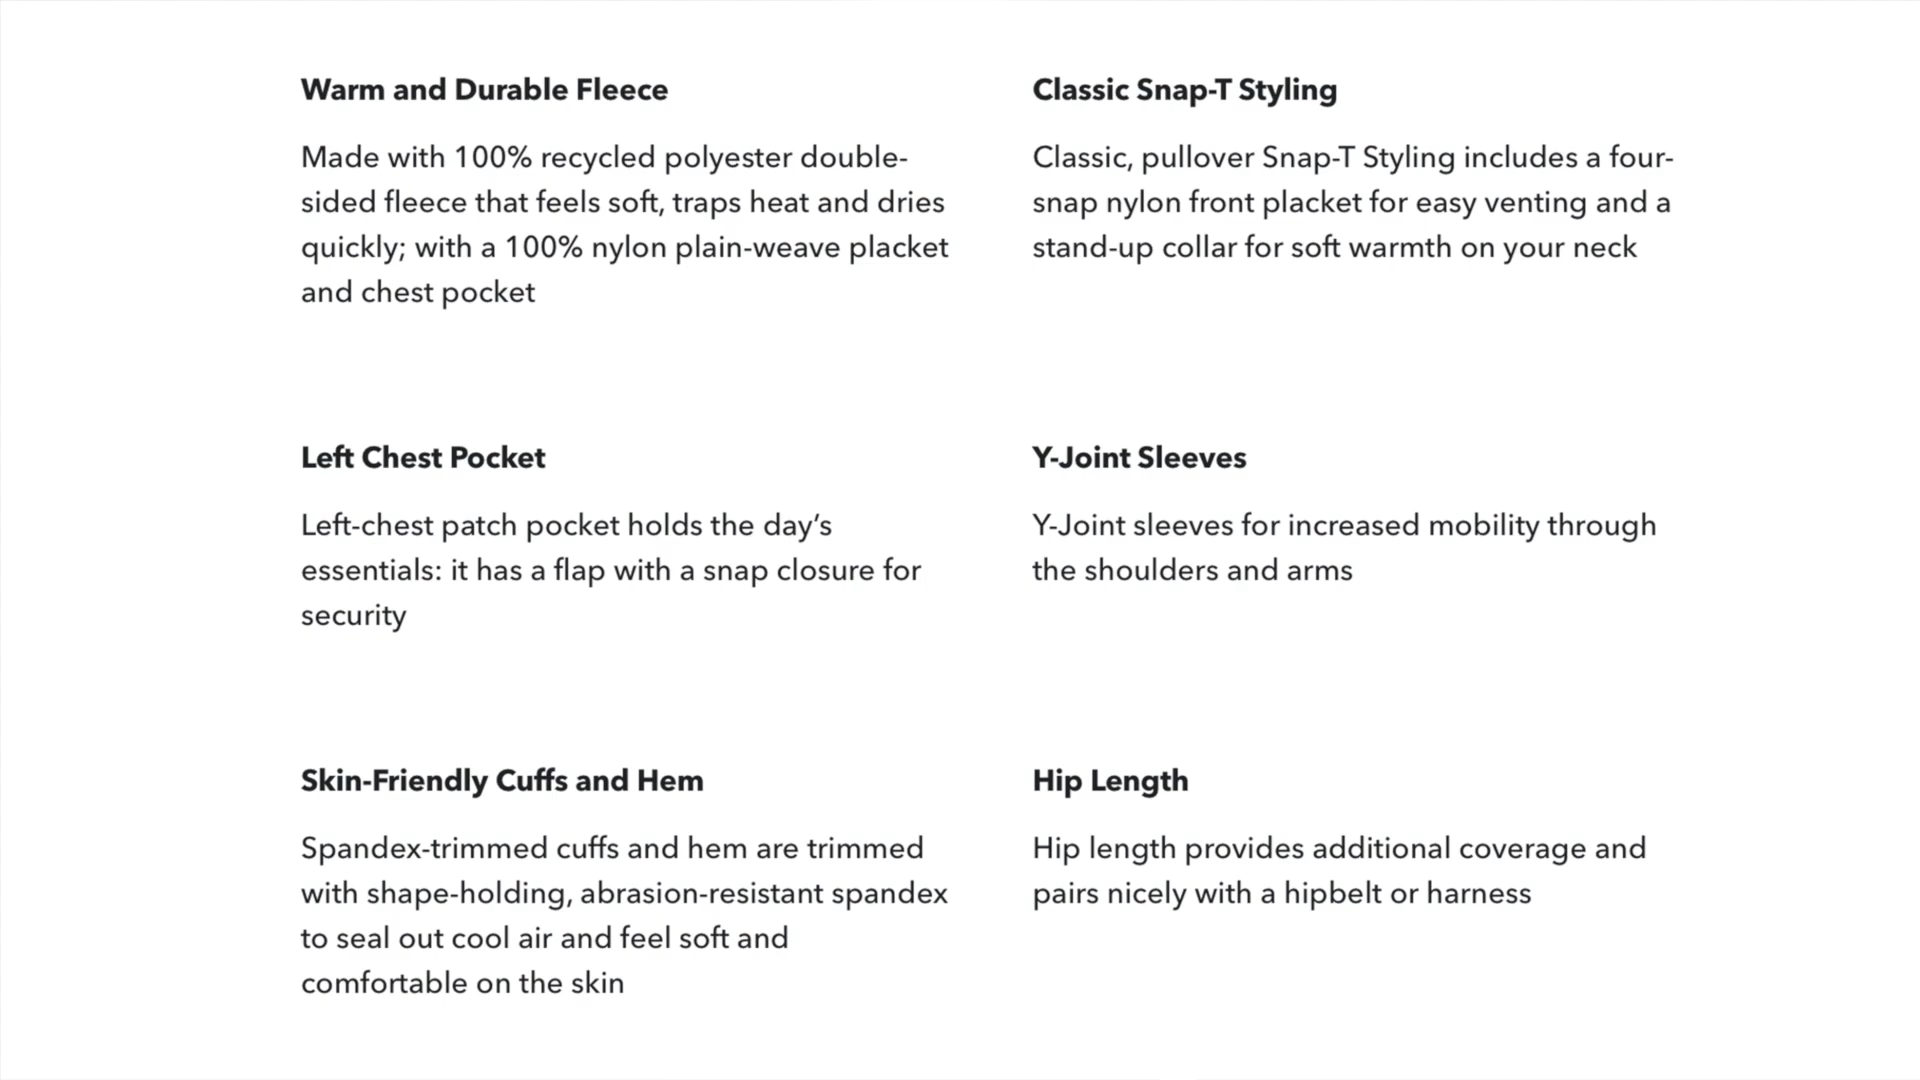 Warm and Durable Fleece
Made with 100% recycled polyester double-
sided fleece that feels soft, traps heat and dries
quickly; with a 100% nylon plain-weave placket
and chest pocket
Classic Snap-T Styling
Classic, pullover Snap-T Styling includes a four-
snap nylon front placket for easy venting and a
stand-up collar for soft warmth on your neck
Left Chest Pocket
Left-chest patch pocket holds the day’s
essentials: it has a flap with a snap closure for
security
Y-Joint Sleeves
Y-Joint sleeves for increased mobility through
the shoulders and arms
Skin-Friendly Cuffs and Hem
Spandex-trimmed cuffs and hem are trimmed
with shape-holding, abrasion-resistant spandex
to seal out cool air and feel soft and
comfortable on the skin
Hip Length
Hip length provides additional coverage and
pairs nicely with a hipbelt or harness